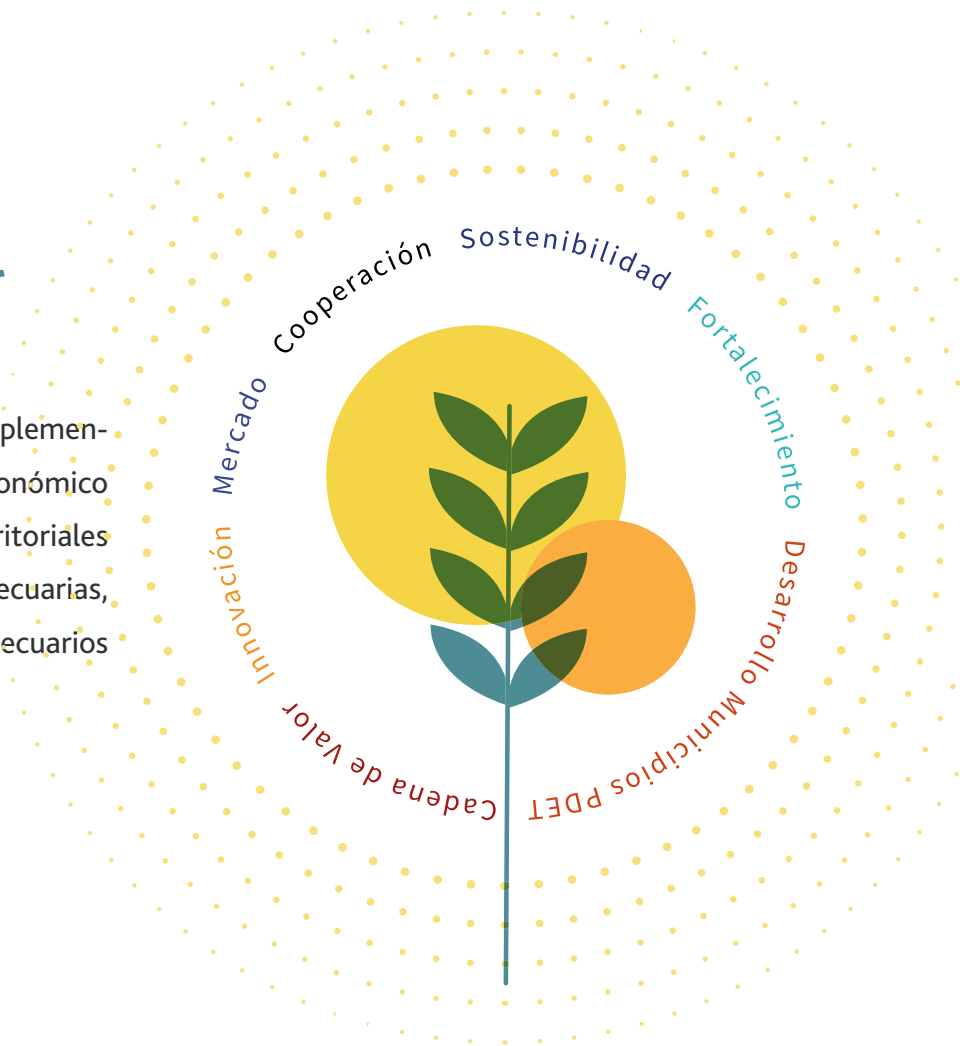 plemen-
onómico
ritoriales
ecuarias,
ecuarios
Cooperación
Sostenibilidad
Fortalecimiento
Desarrollo Municipios PDET
Cadena de Valor
Innovación
Mercado